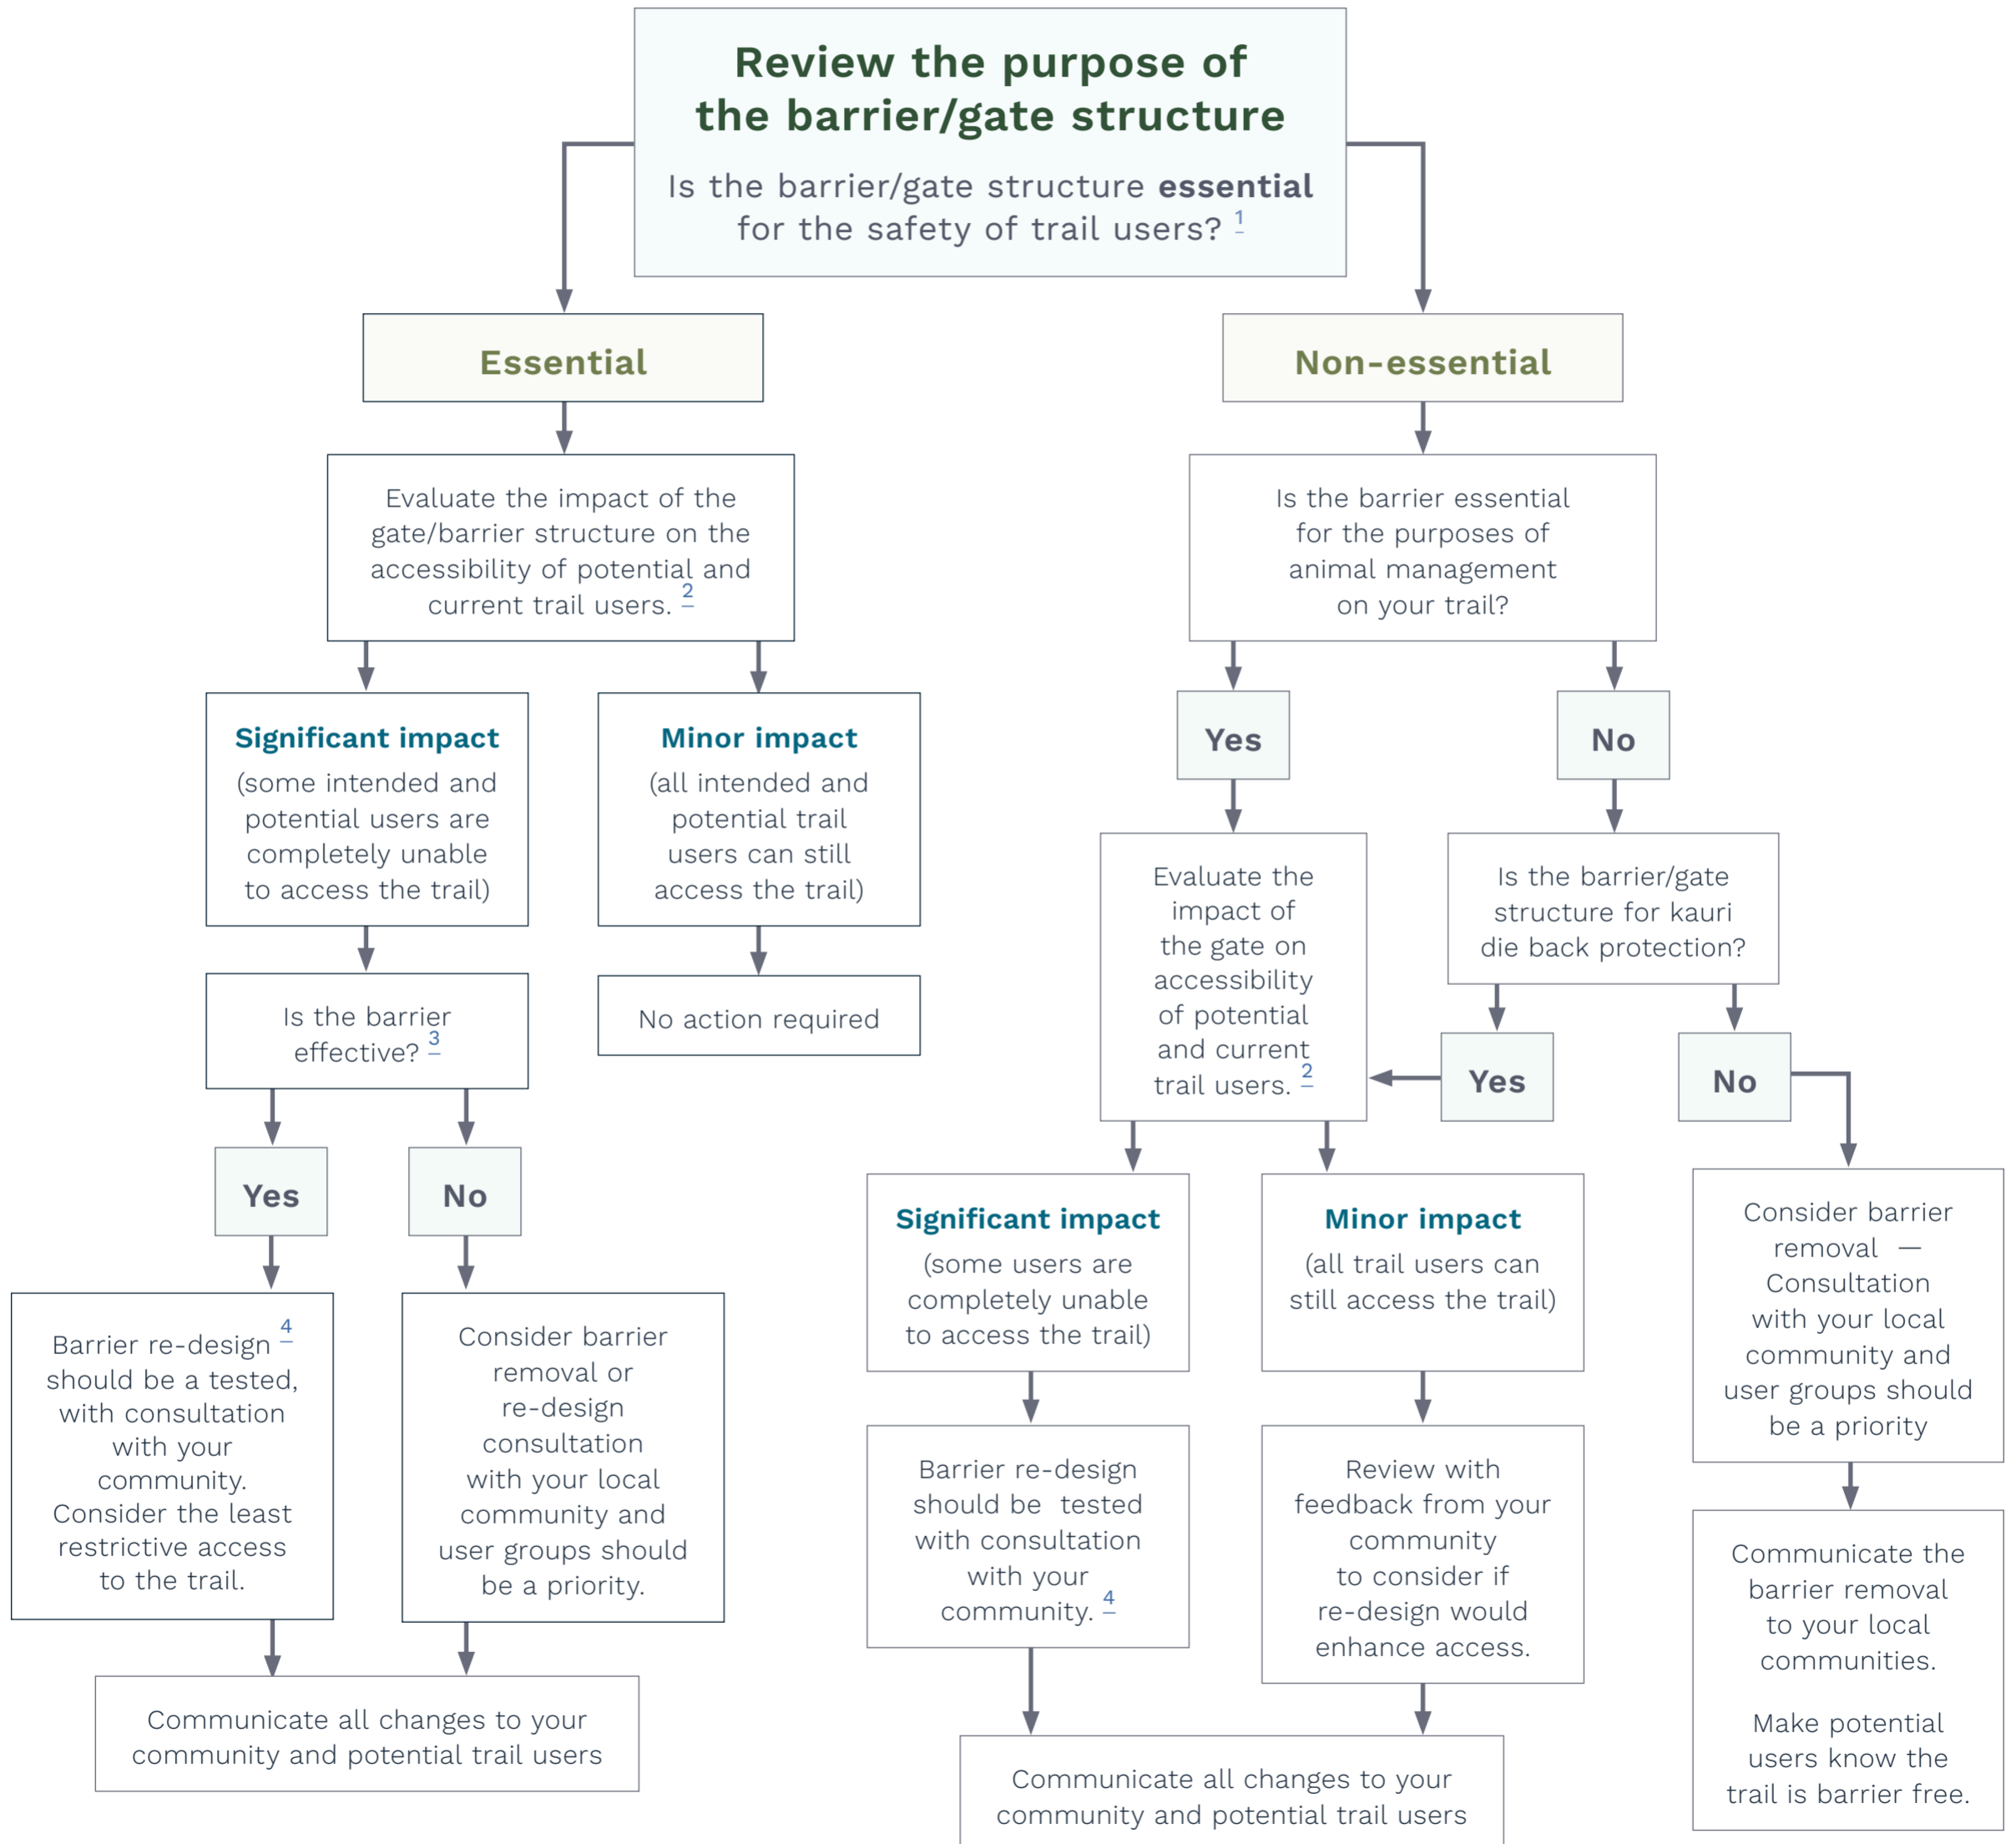 Review the purpose of
the barrier/gate structure
Is the barrier/gate structure essential
for the safety of trail users? 1
Essential
Evaluate the impact of the
gate/barrier structure on the
accessibility of potential and
current trail users. 2
Significant impact
(some intended and
potential users are
completely unable
to access the trail)
Minor impact
(all intended and
potential trail
users can still
access the trail)
Is the barrier
effective? 3
No action required
Yes
No
Barrier re-design 4
should be a tested,
with consultation
with your
community.
Consider the least
restrictive access
to the trail.
Consider barrier
removal or
re-design
consultation
with your local
community and
user groups should
be a priority.
Communicate all changes to your
community and potential trail users
Non-essential
Is the barrier essential
for the purposes of
animal management
on your trail?
Yes
No
Evaluate the
impact of
the gate on
accessibility
of potential
and current
trail users. 2
Is the barrier/gate
structure for kauri
die back protection?
Yes
No
Significant impact
(some users are
completely unable
to access the trail)
Minor impact
(all trail users can
still access the trail)
Barrier re-design
should be tested
with consultation
with your
community. 4
Review with
feedback from your
community
to consider if
re-design would
enhance access.
Communicate all changes to your
community and potential trail users
Consider barrier
removal —
Consultation
with your local
community and
user groups should
be a priority
Communicate the
barrier removal
to your local
communities.
Make potential
users know the
trail is barrier free.